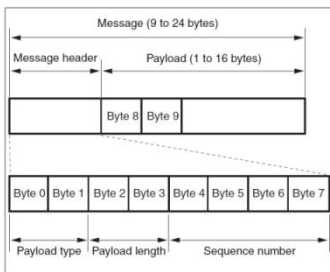 Message (9 to 24 bytes)
Message header
Payload (1 to 16 bytes)
Byte 8
Byte 9
Byte 0
Byte 1
Byte 2
Byte 3
Byte 4
Byte 5
Byte 6
Byte 7
Payload type
Payload length
Sequence number